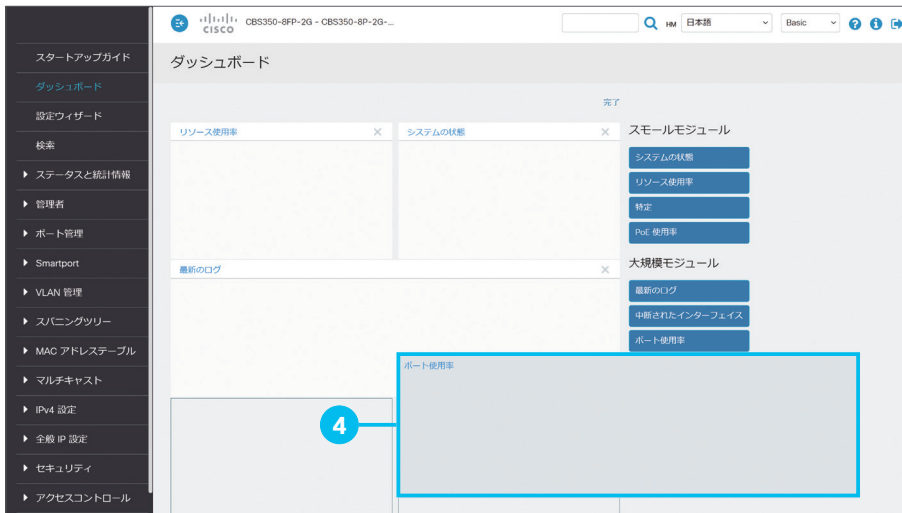 CISCO
CBS350-8FP-2G - CBS350-8P-2G-...
HM 日本語
Basic
スタートアップガイド
ダッシュボード
設定ウィザード
検索
ステータスと統計情報
管理者
ポート管理
Smartport
VLAN 管理
スパニングツリー
MAC アドレステーブル
マルチキャスト
IPv4 設定
全般 IP 設定
セキュリティ
アクセスコントロール
ダッシュボード
完了
リソース使用率
システムの状態
最新のログ
スモールモジュール
システムの状態
リソース使用率
特定
PoE 使用率
大規模モジュール
最新のログ
中断されたインターフェイス
ポート使用率
ポート使用率
4